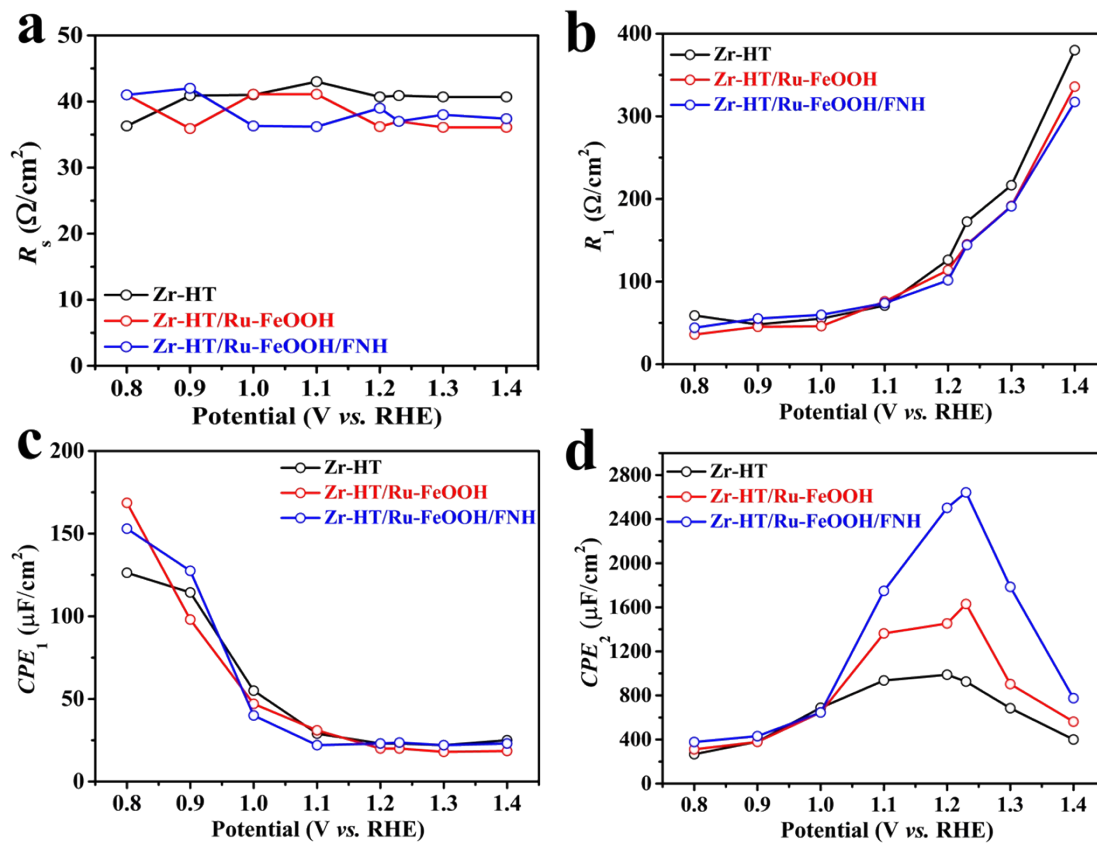 a
50
40
30
20
10
0
R_s (Ω/cm²)
Zr-HT
Zr-HT/Ru-FeOOH
Zr-HT/Ru-FeOOH/FNH
0.8 0.9 1.0 1.1 1.2 1.3 1.4
Potential (V vs. RHE)
b
400
300
200
100
0
R₁ (Ω/cm²)
Zr-HT
Zr-HT/Ru-FeOOH
Zr-HT/Ru-FeOOH/FNH
0.8 0.9 1.0 1.1 1.2 1.3 1.4
Potential (V vs. RHE)
c
200
150
100
50
0
CPE₁ (μF/cm²)
Zr-HT
Zr-HT/Ru-FeOOH
Zr-HT/Ru-FeOOH/FNH
0.8 0.9 1.0 1.1 1.2 1.3 1.4
Potential (V vs. RHE)
d
2800
2400
2000
1600
1200
800
400
0
CPE₂ (μF/cm²)
Zr-HT
Zr-HT/Ru-FeOOH
Zr-HT/Ru-FeOOH/FNH
0.8 0.9 1.0 1.1 1.2 1.3 1.4
Potential (V vs. RHE)